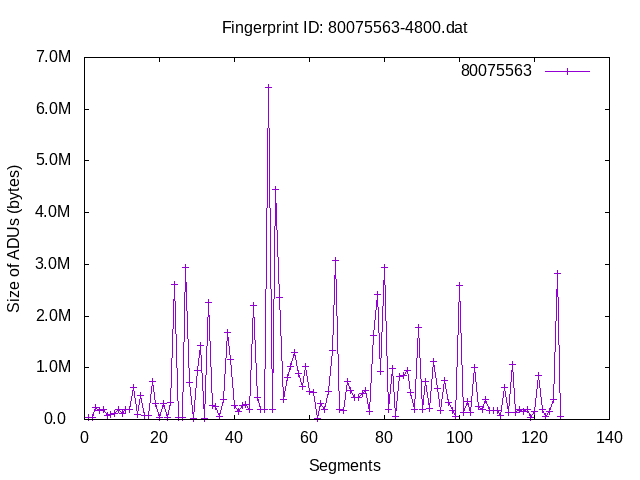 Fingerprint ID: 80075563-4800.dat
80075563
7.0M
6.0M
5.0M
4.0M
3.0M
2.0M
1.0M
0.0
Size of ADUs (bytes)
0 20 40 60 80 100 120 140
Segments